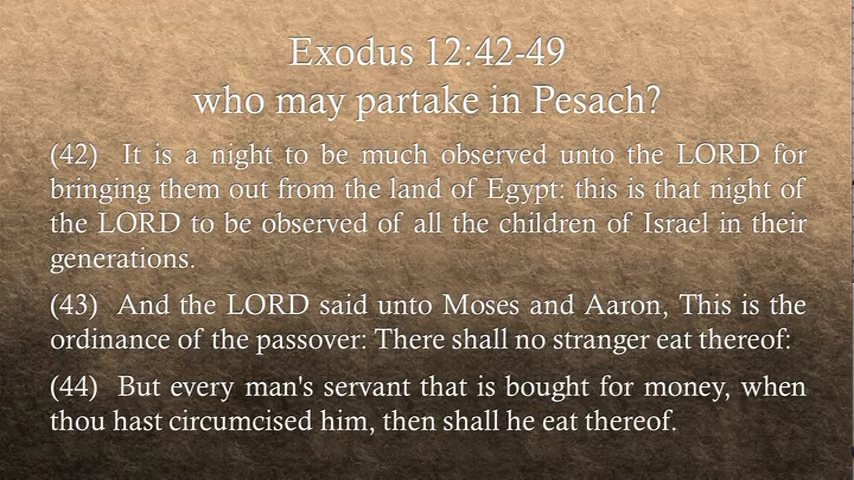 Exodus 12:42-49
who may partake in Pesach?
(42) It is a night to be much observed unto the LORD for
bringing them out from the land of Egypt: this is that night of
the LORD to be observed of all the children of Israel in their
generations.
(43) And the LORD said unto Moses and Aaron, This is the
ordinance of the passover: There shall no stranger eat thereof:
(44) But every man's servant that is bought for money, when
thou hast circumcised him, then shall he eat thereof.